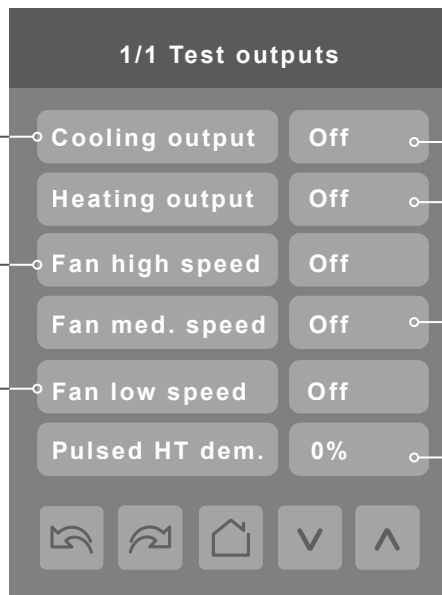 1/1 Test outputs
Cooling output Off
Heating output Off
Fan high speed Off
Fan med. speed Off
Fan low speed Off
Pulsed HT dem. 0%